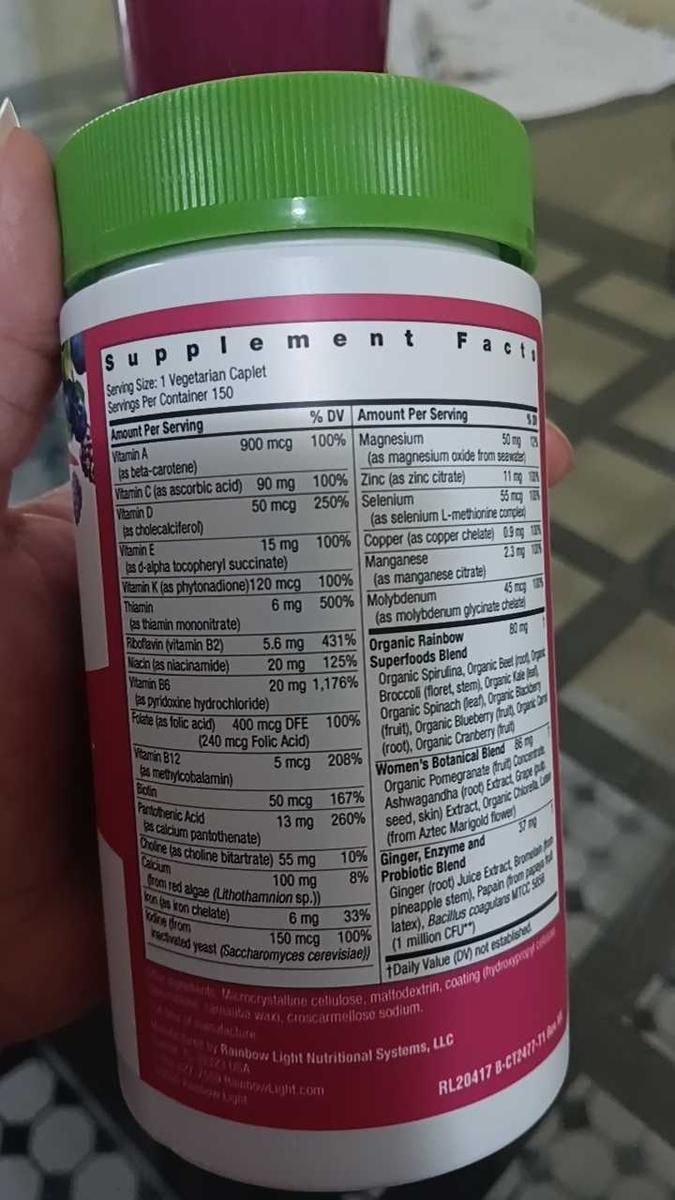 Supplement Facts
Serving Size: 1 Vegetarian Caplet
Servings Per Container 150
Amount Per Serving % DV
Vitamin A 900 mcg 100%
(as beta-carotene)
Vitamin C (as ascorbic acid) 90 mg 100%
Vitamin D 50 mcg 250%
(as cholecalciferol)
Vitamin E 15 mg 100%
(as d-alpha tocopheryl succinate)
Vitamin K (as phytonadione) 120 mcg 100%
Thiamin 6 mg 500%
(as thiamin mononitrate)
Riboflavin (vitamin B2) 5.6 mg 431%
Niacin (as niacinamide) 20 mg 125%
Vitamin B6 20 mg 1,176%
(as pyridoxine hydrochloride)
Folate (as folic acid) 400 mcg DFE 100%
(240 mcg Folic Acid)
Vitamin B12 5 mcg 208%
(as methylcobalamin)
Biotin 50 mcg 167%
Pantothenic Acid 13 mg 260%
(as calcium pantothenate)
Choline (as choline bitartrate) 55 mg 10%
Calcium 100 mg 8%
(from red algae (Lithothamnion sp.))
Iron (as iron chelate) 6 mg 33%
Iodine (from 150 mcg 100%
inactivated yeast (Saccharomyces cerevisiae))
Amount Per Serving
Magnesium 50 mg
(as magnesium oxide from seawater)
Zinc (as zinc citrate) 11 mg
Selenium 55 mcg
(as selenium L-methionine complex)
Copper (as copper chelate) 0.9 mg
Manganese 2.3 mg
(as manganese citrate)
Molybdenum 45 mcg
(as molybdenum glycinate chelate)
Organic Rainbow 80 mg †
Superfoods Blend
Organic Spirulina, Organic Beet (root), Organic
Broccoli (floret, stem), Organic Kale (leaf),
Organic Spinach (leaf), Organic Blackberry
(fruit), Organic Blueberry (fruit), Organic Carrot
(root), Organic Cranberry (fruit)
Women's Botanical Blend 86 mg
Organic Pomegranate (fruit) Concentrate,
Ashwagandha (root) Extract, Grape (pulp,
seed, skin) Extract, Organic Chlorella, Lutein
(from Aztec Marigold flower)
Ginger, Enzyme and 37 mg
Probiotic Blend
Ginger (root) Juice Extract, Bromelain (from
pineapple stem), Papain (from papaya fruit
latex), Bacillus coagulans MTCC 5856
(1 million CFU**)
†Daily Value (DV) not established.
Microcrystalline cellulose, maltodextrin, coating (hydroxypropyl cellulose
carnauba wax), croscarmellose sodium.
manufacture
by Rainbow Light Nutritional Systems, LLC
USA
RainbowLight.com
Rainbow Light
RL20417 B-CT2477-T1